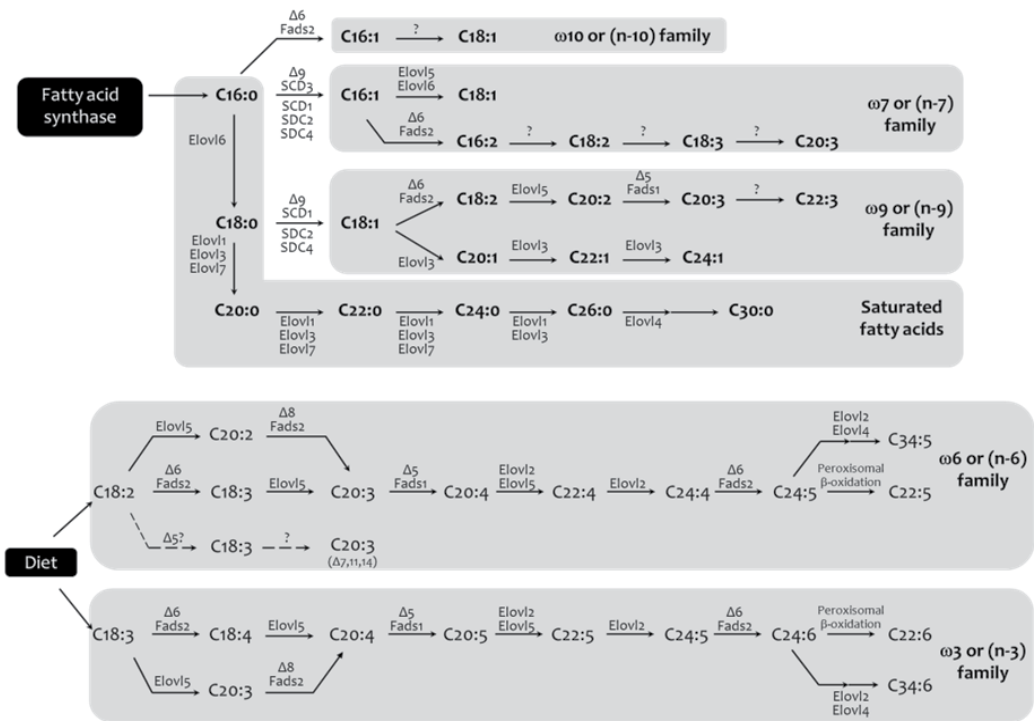 Δ6
Fads2
C16:1
?
C18:1
ω10 or (n-10) family
Fatty acid
synthase
C16:0
Δ9
SCD3
SCD1
SDC2
SDC4
C16:1
Elovl5
Elovl6
C18:1
ω7 or (n-7)
family
Δ6
Fads2
C16:2
?
C18:2
?
C18:3
?
C20:3
Elovl6
C18:0
Δ9
SCD1
SDC2
SDC4
C18:1
Δ6
Fads2
C18:2
Elovl5
C20:2
Δ5
Fads1
C20:3
?
C22:3
ω9 or (n-9)
family
Elovl3
C20:1
Elovl3
C22:1
Elovl3
C24:1
Elovl1
Elovl3
Elovl7
C20:0
Elovl1
Elovl3
Elovl7
C22:0
Elovl1
Elovl3
Elovl7
C24:0
Elovl1
Elovl3
C26:0
Elovl4
C30:0
Saturated
fatty acids
Diet
C18:2
Elovl5
C20:2
Δ8
Fads2
Δ6
Fads2
C18:3
Elovl5
C20:3
Δ5
Fads1
C20:4
Elovl2
Elovl5
C22:4
Elovl2
C24:4
Δ6
Fads2
C24:5
Elovl2
Elovl4
C34:5
Peroxisomal
β-oxidation
C22:5
ω6 or (n-6)
family
Δ5?
C18:3
?
C20:3
(Δ7,11,14)
C18:3
Δ6
Fads2
C18:4
Elovl5
C20:4
Δ5
Fads1
C20:5
Elovl2
Elovl5
C22:5
Elovl2
C24:5
Δ6
Fads2
C24:6
Peroxisomal
β-oxidation
C22:6
ω3 or (n-3)
family
Elovl5
C20:3
Δ8
Fads2
Elovl2
Elovl4
C34:6